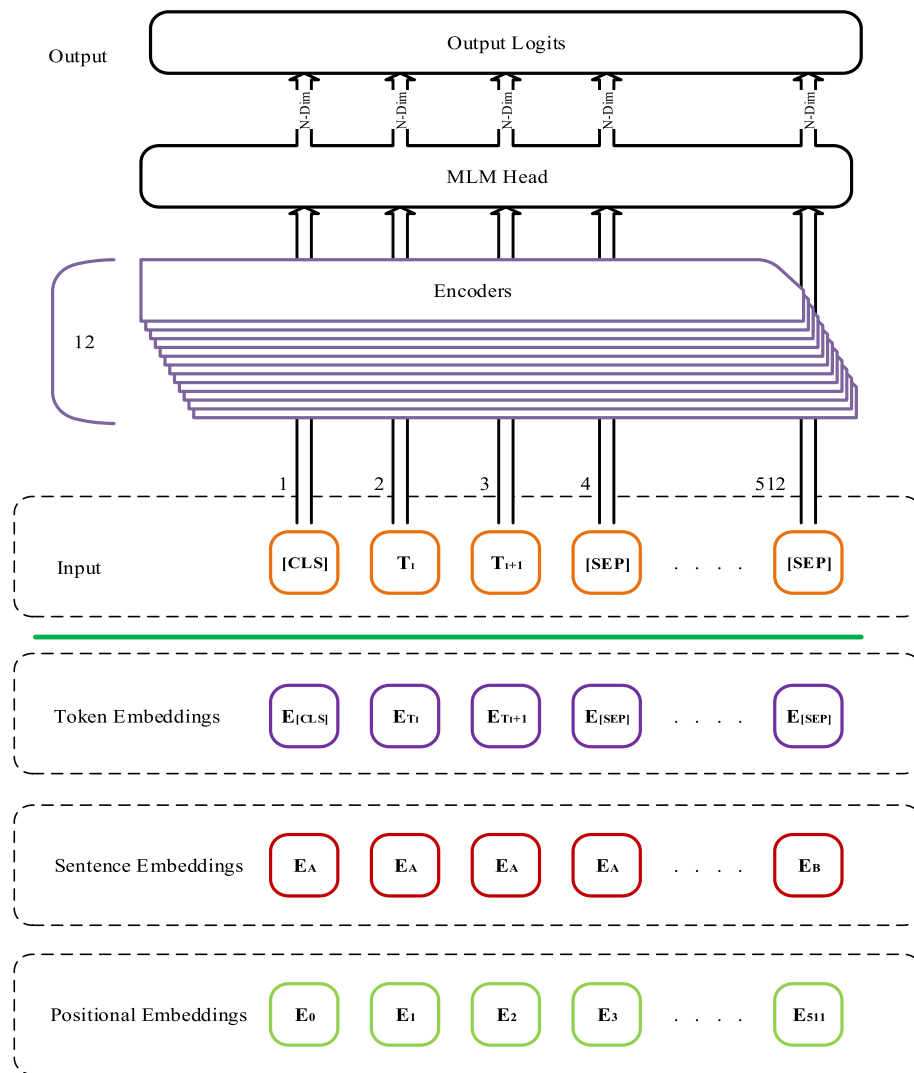 Output
Output Logits
N-Dim N-Dim N-Dim N-Dim N-Dim
MLM Head
Encoders
12
1 2 3 4 512
Input [CLS] T₁ T₁₊₁ [SEP] . . . . [SEP]
Token Embeddings E[CLS] ET₁ ET₁₊₁ E[SEP] . . . . E[SEP]
Sentence Embeddings EA EA EA EA . . . . EB
Positional Embeddings E₀ E₁ E₂ E₃ . . . . E₅₁₁